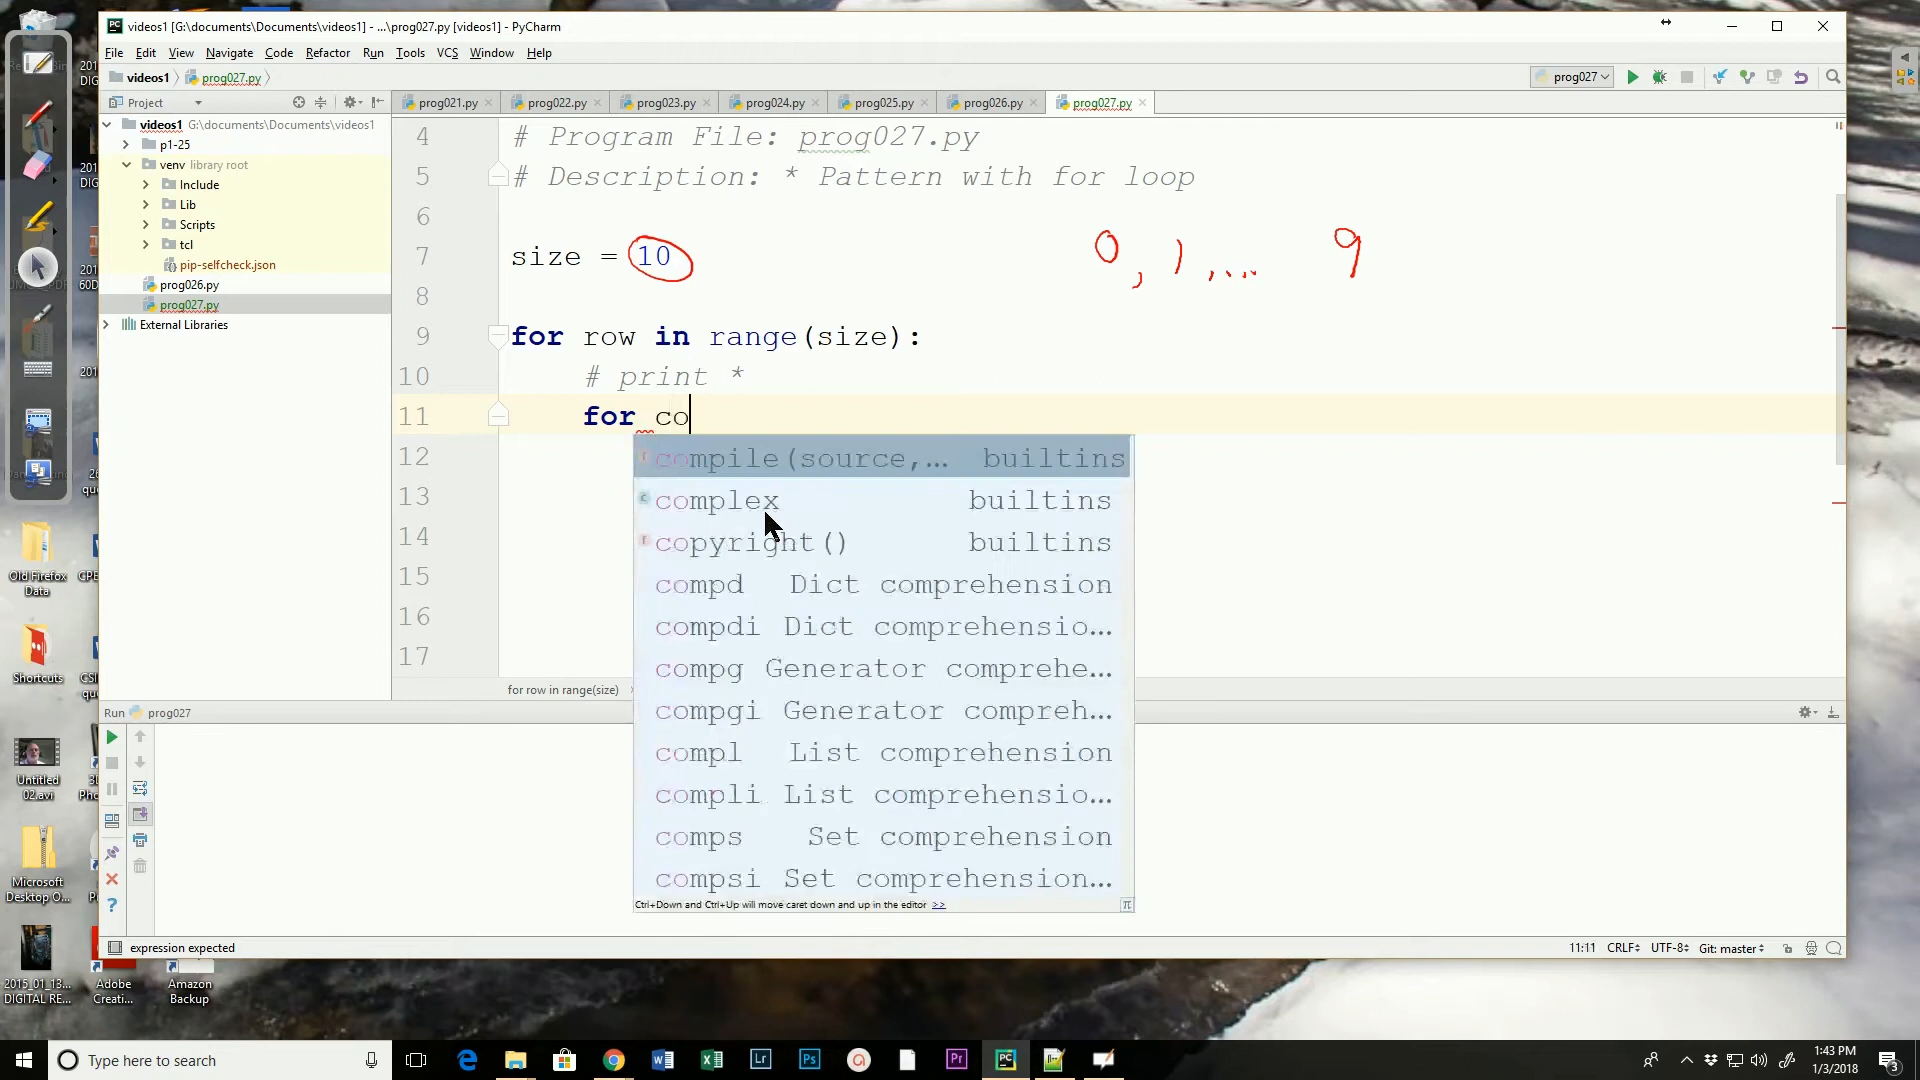 videos1 [G:\documents\Documents\videos1] - ...\prog027.py [videos1] - PyCharm
File Edit View Navigate Code Refactor Run Tools VCS Window Help
videos1 prog027.py prog027
Project prog021.py prog022.py prog023.py prog024.py prog025.py prog026.py prog027.py
videos1 G:\documents\Documents\videos1
p1-25
venv library root
Include
Lib
Scripts
tcl
pip-selfcheck.json
prog026.py
prog027.py
External Libraries
4 # Program File: prog027.py
5 # Description: * Pattern with for loop
6
7 size = 10 0, 1, ... 9
8
9 for row in range(size):
10 # print *
11 for co
12
13
14
15
16
17
compile(source,... builtins
complex builtins
copyright() builtins
compd Dict comprehension
compdi Dict comprehensio...
compg Generator comprehe...
compgi Generator compreh...
compl List comprehension
compli List comprehensio...
comps Set comprehension
compsi Set comprehension...
Ctrl+Down and Ctrl+Up will move caret down and up in the editor >>
for row in range(size)
Run prog027
expression expected 11:11 CRLF UTF-8 Git: master
Old Firefox
Data
Shortcuts
Untitled
02.avi
Microsoft
Desktop O...
2015_01_13...
DIGITAL RE...
Adobe
Creati...
Amazon
Backup
Type here to search
1:43 PM
1/3/2018
3